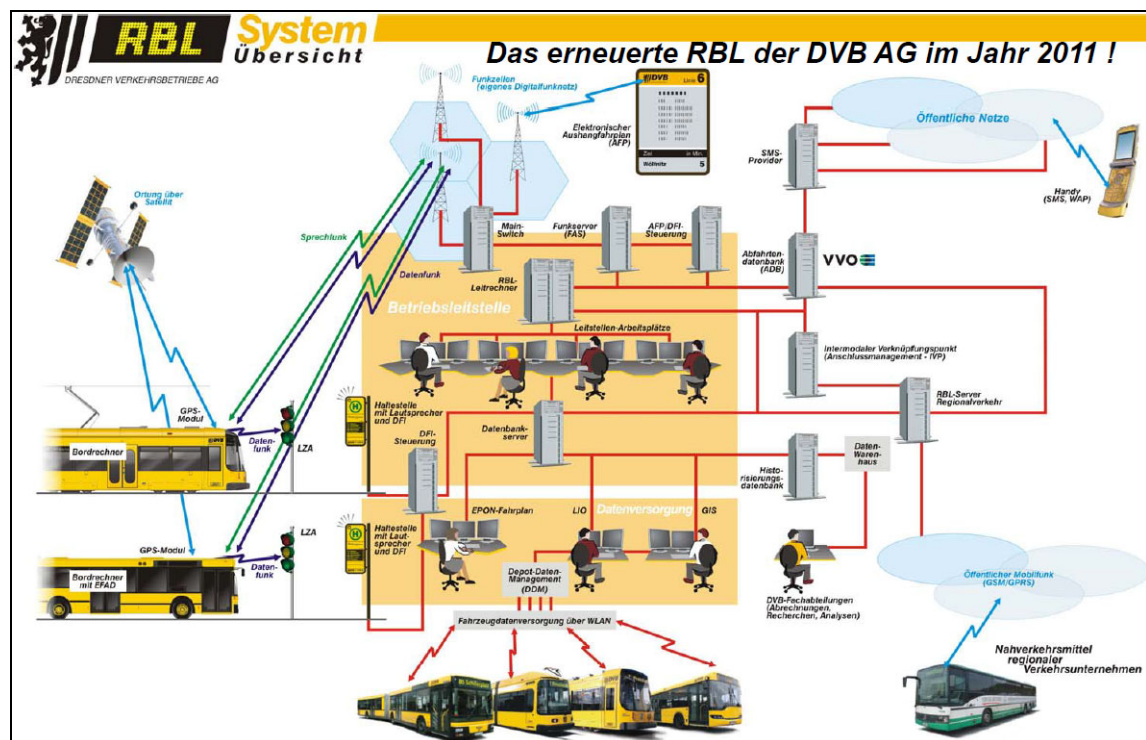 RBL
System
Übersicht
DRESDNER VERKEHRSBETRIEBE AG
Das erneuerte RBL der DVB AG im Jahr 2011 !
Funkzellen
(eigenes Digitalfunknetz)
DVB
Linie 6
Ziel
in Min.
Wölfnitz
5
Elektronischer
Aushangfahrplan
(AFP)
Öffentliche Netze
SMS-
Provider
Handy
(SMS, WAP)
Ortung über
Satellit
Sprechfunk
Datenfunk
Main-
Switch
Funkserver
(FAS)
AFP/DFI-
Steuerung
Abfahrten-
datenbank
(ADB)
VVO
RBL-
Leitrechner
Betriebsleitstelle
Leitstellen-Arbeitsplätze
Intermodaler Verknüpfungspunkt
(Anschlussmanagement - IVP)
RBL-Server
Regionalverkehr
GPS-
Modul
Bordrechner
Daten-
funk
LZA
H
Haltestelle
mit Lautsprecher
und DFI
DFI-
Steuerung
Datenbank-
server
Histo-
risierungs-
datenbank
Daten-
Waren-
haus
EPON-Fahrplan
LIO
Datenversorgung
GIS
GPS-Modul
Bordrechner
mit EFAD
Daten-
funk
LZA
H
Haltestelle
mit Laut-
sprecher
und DFI
Depot-Daten-
Management
(DDM)
DVB-Fachabteilungen
(Abrechnungen,
Recherchen, Analysen)
Öffentlicher Mobilfunk
(GSM/GPRS)
Fahrzeugdatenversorgung über WLAN
Nahverkehrsmittel
regionaler
Verkehrsunternehmen